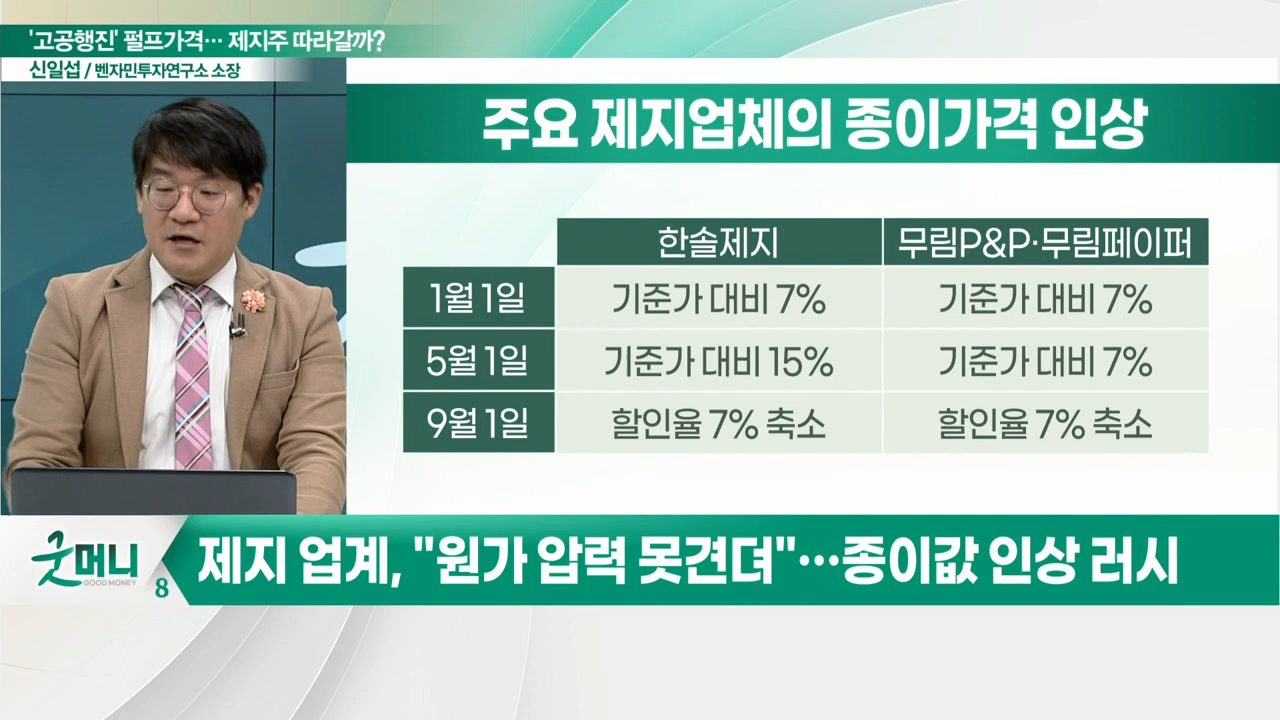 '고공행진' 펄프가격… 제지주 따라갈까?
신일섭 / 벤자민투자연구소 소장
주요 제지업체의 종이가격 인상
한솔제지 무림P&P·무림페이퍼
1월 1일 기준가 대비 7% 기준가 대비 7%
5월 1일 기준가 대비 15% 기준가 대비 7%
9월 1일 할인율 7% 축소 할인율 7% 축소
굿머니
GOOD MONEY
8
제지 업계, "원가 압력 못견뎌"…종이값 인상 러시